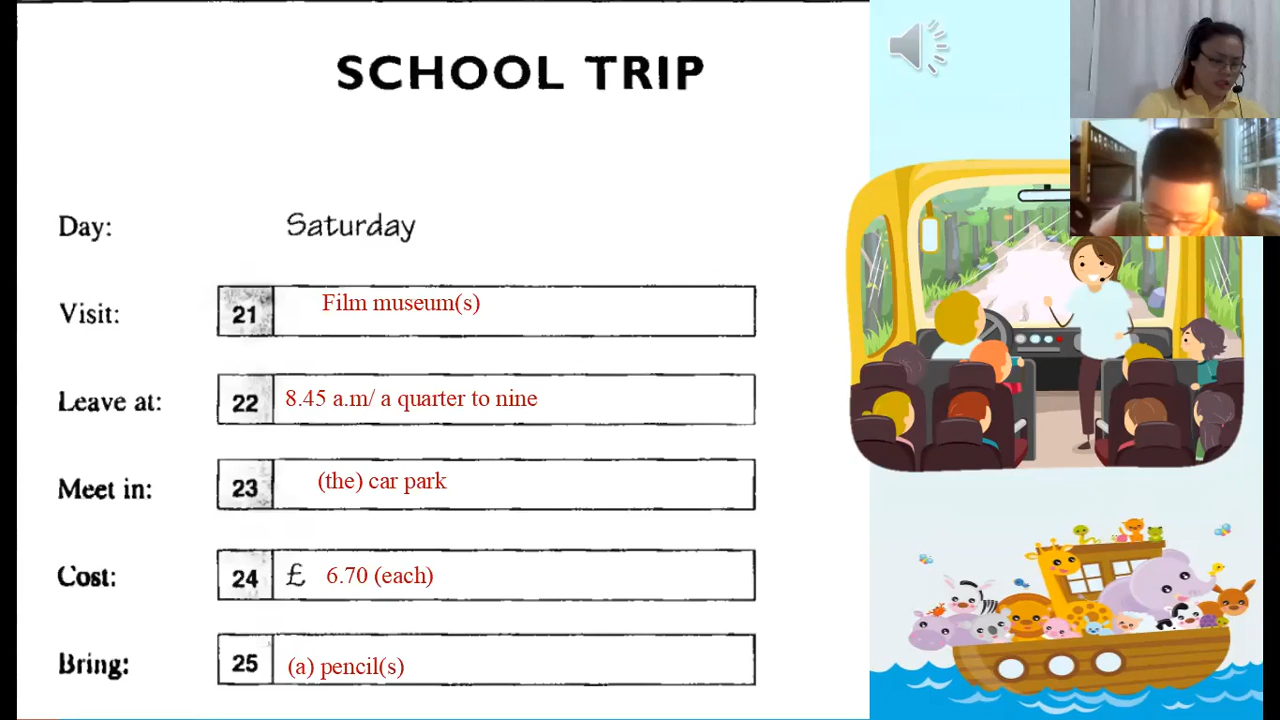 SCHOOL TRIP
Day: Saturday
Visit: 21 Film museum(s)
Leave at: 22 8.45 a.m/ a quarter to nine
Meet in: 23 (the) car park
Cost: 24 £ 6.70 (each)
Bring: 25 (a) pencil(s)